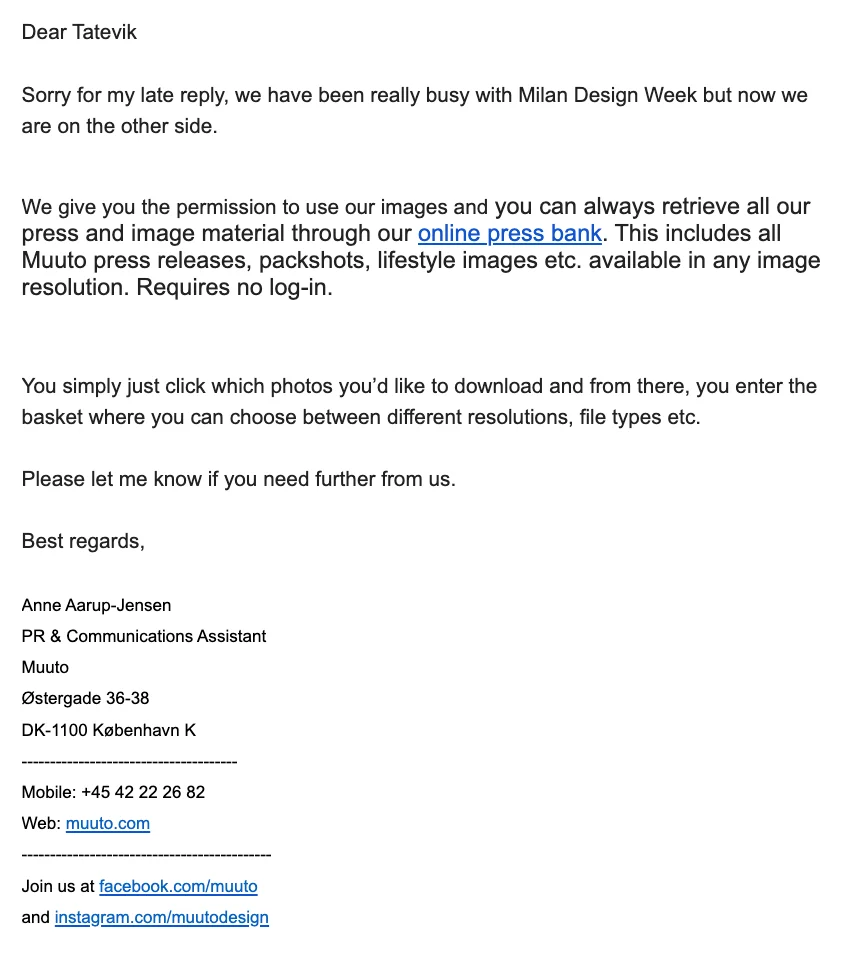 Dear Tatevik
Sorry for my late reply, we have been really busy with Milan Design Week but now we
are on the other side.
We give you the permission to use our images and you can always retrieve all our
press and image material through our online press bank. This includes all
Muuto press releases, packshots, lifestyle images etc. available in any image
resolution. Requires no log-in.
You simply just click which photos you’d like to download and from there, you enter the
basket where you can choose between different resolutions, file types etc.
Please let me know if you need further from us.
Best regards,
Anne Aarup-Jensen
PR & Communications Assistant
Muuto
Østergade 36-38
DK-1100 København K
--------------------------------------
Mobile: +45 42 22 26 82
Web: muuto.com
--------------------------------------------
Join us at facebook.com/muuto
and instagram.com/muutodesign